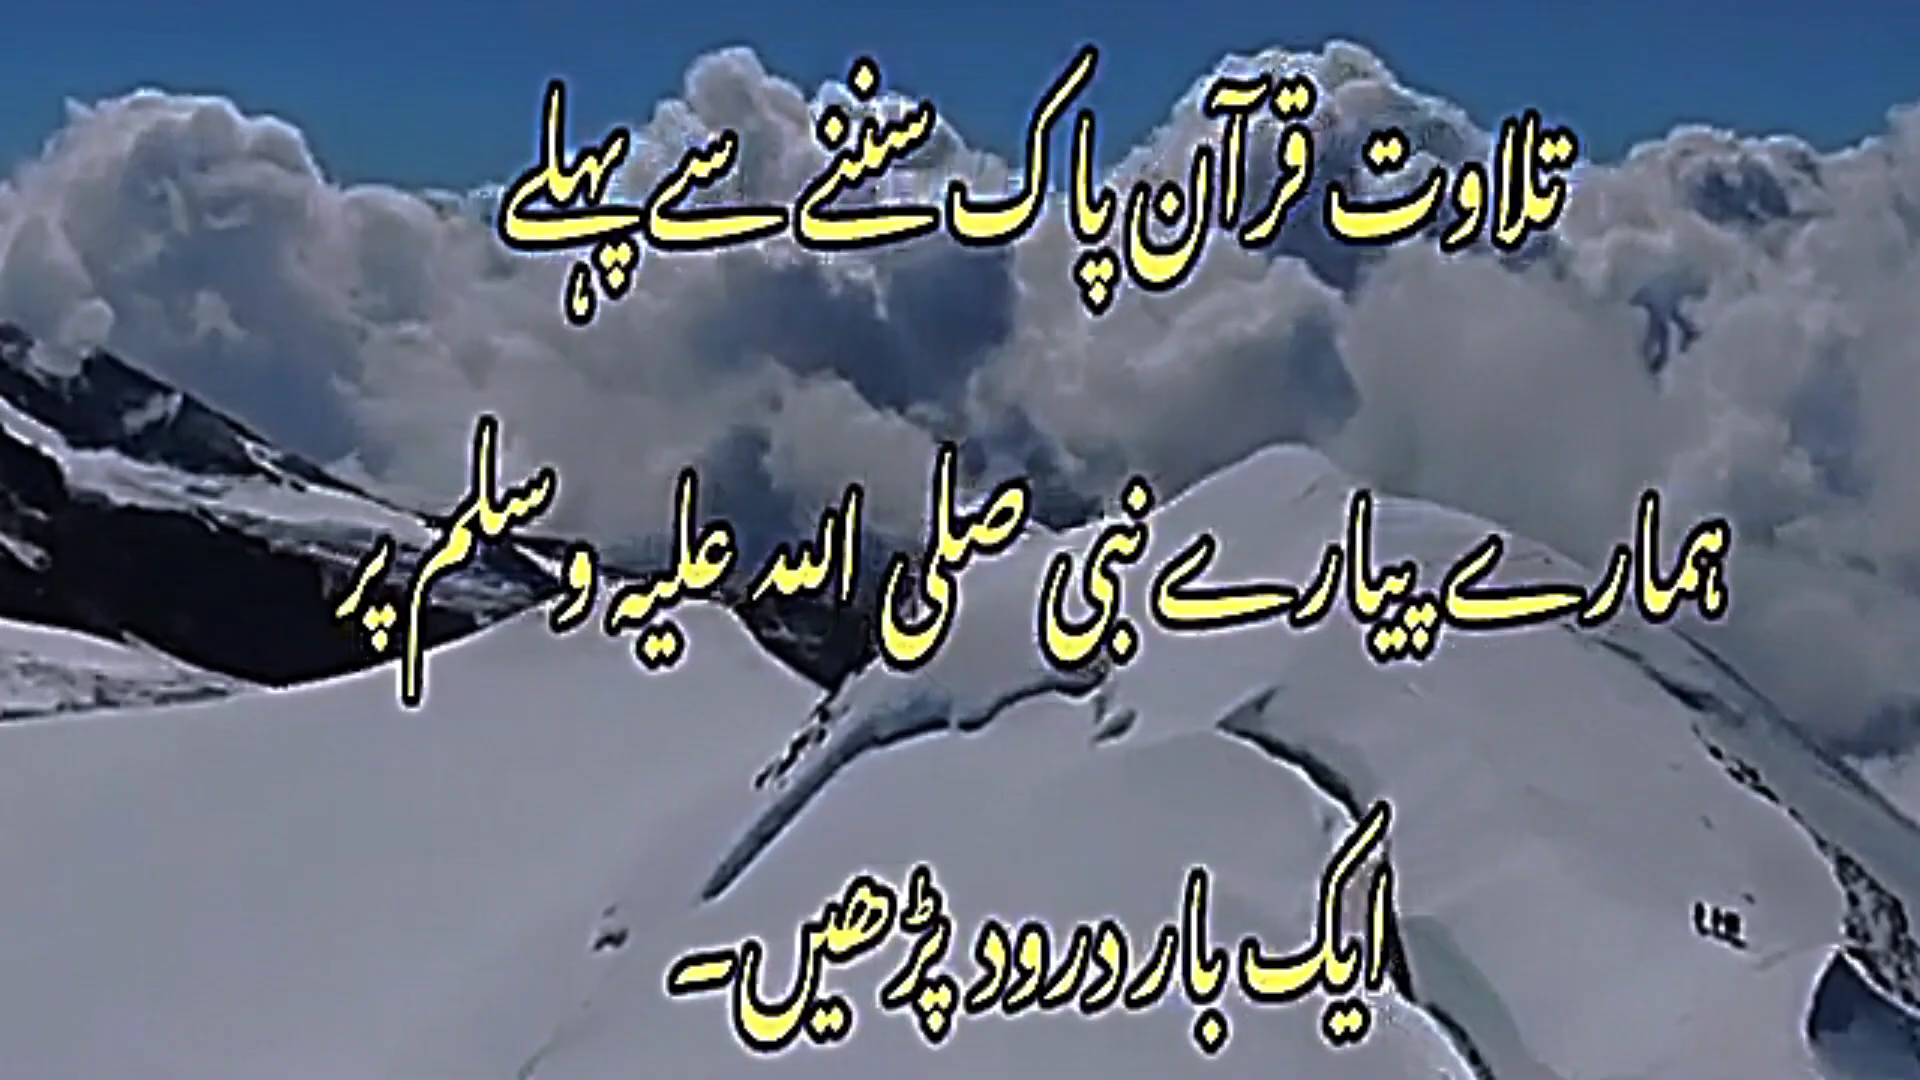 تلاوت قرآن پاک سننے سے پہلے
ہمارے پیارے نبی صلی اللہ علیہ وسلم پر
ایک بار درود پڑھیں۔